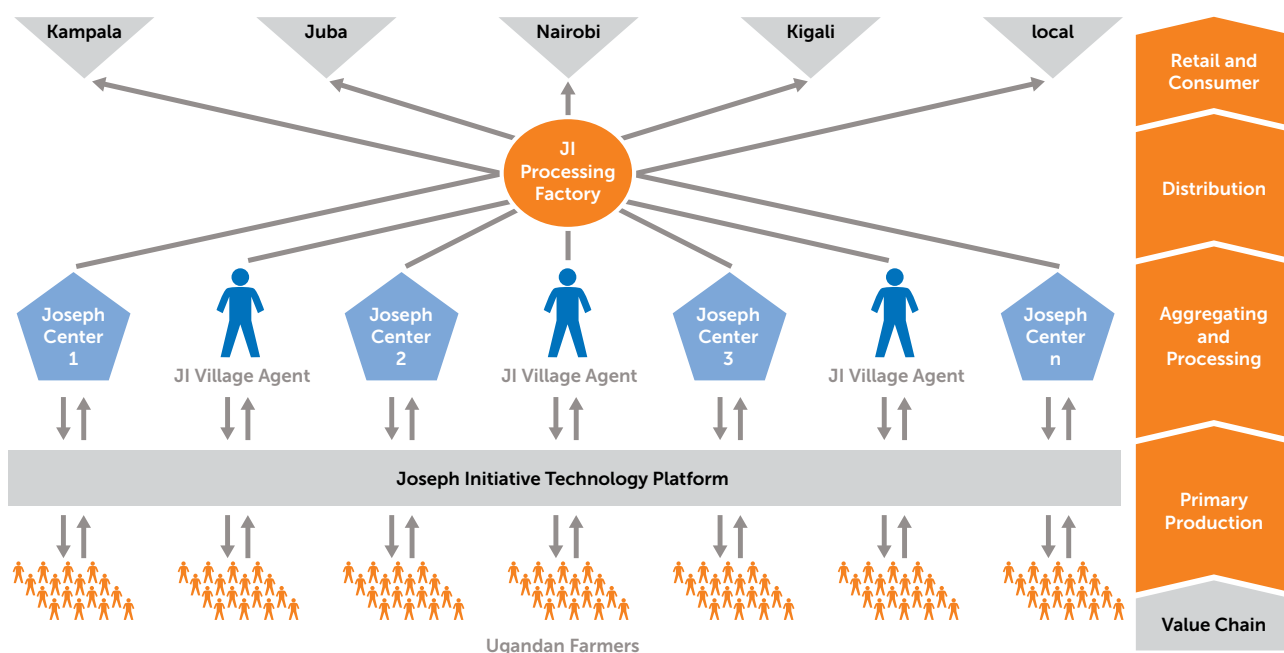 Kampala
Juba
Nairobi
Kigali
local
Retail and
Consumer
JI
Processing
Factory
Distribution
Joseph
Center
1
JI Village Agent
Joseph
Center
2
JI Village Agent
Joseph
Center
3
JI Village Agent
Joseph
Center
n
Aggregating
and
Processing
Joseph Initiative Technology Platform
Primary
Production
Ugandan Farmers
Value Chain